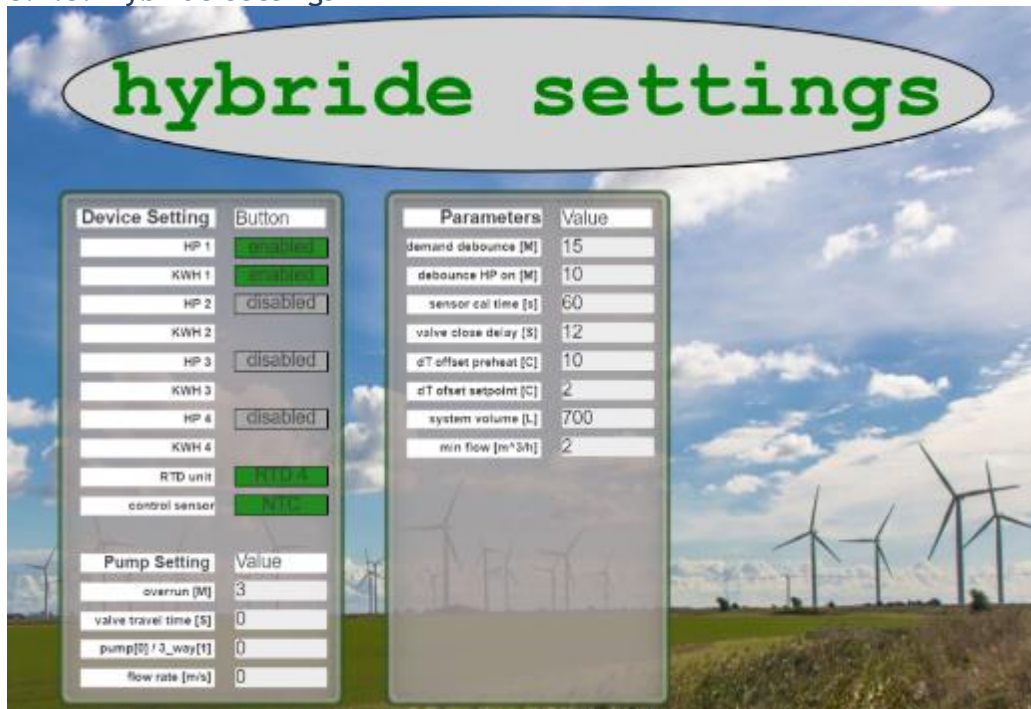 hybride settings
Device Setting Button
HP 1 enabled
KWH 1 enabled
HP 2 disabled
KWH 2
HP 3 disabled
KWH 3
HP 4 disabled
KWH 4
RTD unit RTD 4
control sensor NTC
Pump Setting Value
overrun [M] 3
valve travel time [S] 0
pump[0] / 3_way[1] 0
flow rate [m/s] 0
Parameters Value
demand debounce [M] 15
debounce HP on [M] 10
sensor cal time [s] 60
valve close delay [S] 12
dT offset preheat [C] 10
dT ofset setpoint [C] 2
system volume [L] 700
min flow [m^3/h] 2